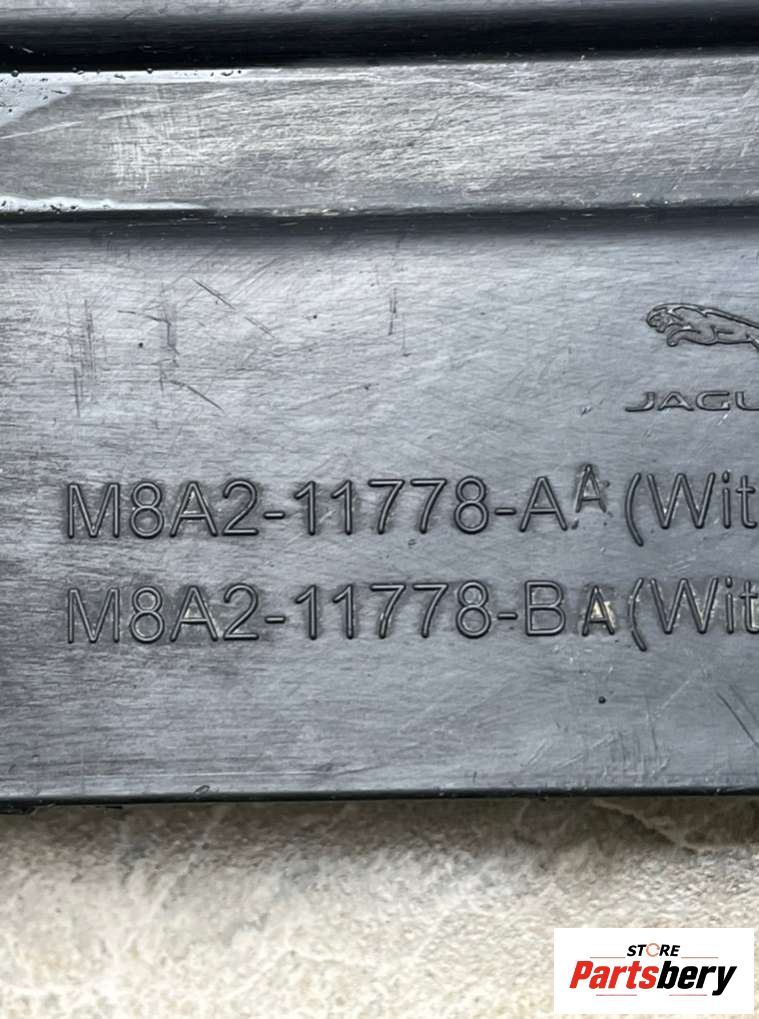 JAGU
M8A2-11778-AA (Wit
M8A2-11778-BA (Wit
STORE
Partsbery